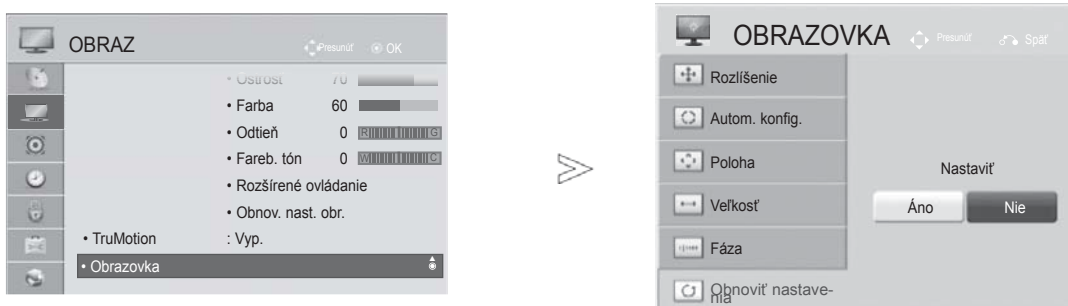 OBRAZ
Presunúť OK
• Ostrosť 70
• Farba 60
• Odtieň 0 R G
• Fareb. tón 0 W C
• Rozšírené ovládanie
• Obnov. nast. obr.
• TruMotion : Vyp.
• Obrazovka
OBRAZOVKA Presunúť Späť
Rozlíšenie
Autom. konfig.
Poloha
Veľkosť
Fáza
Obnoviť nastave-
nia
Nastaviť
Áno Nie